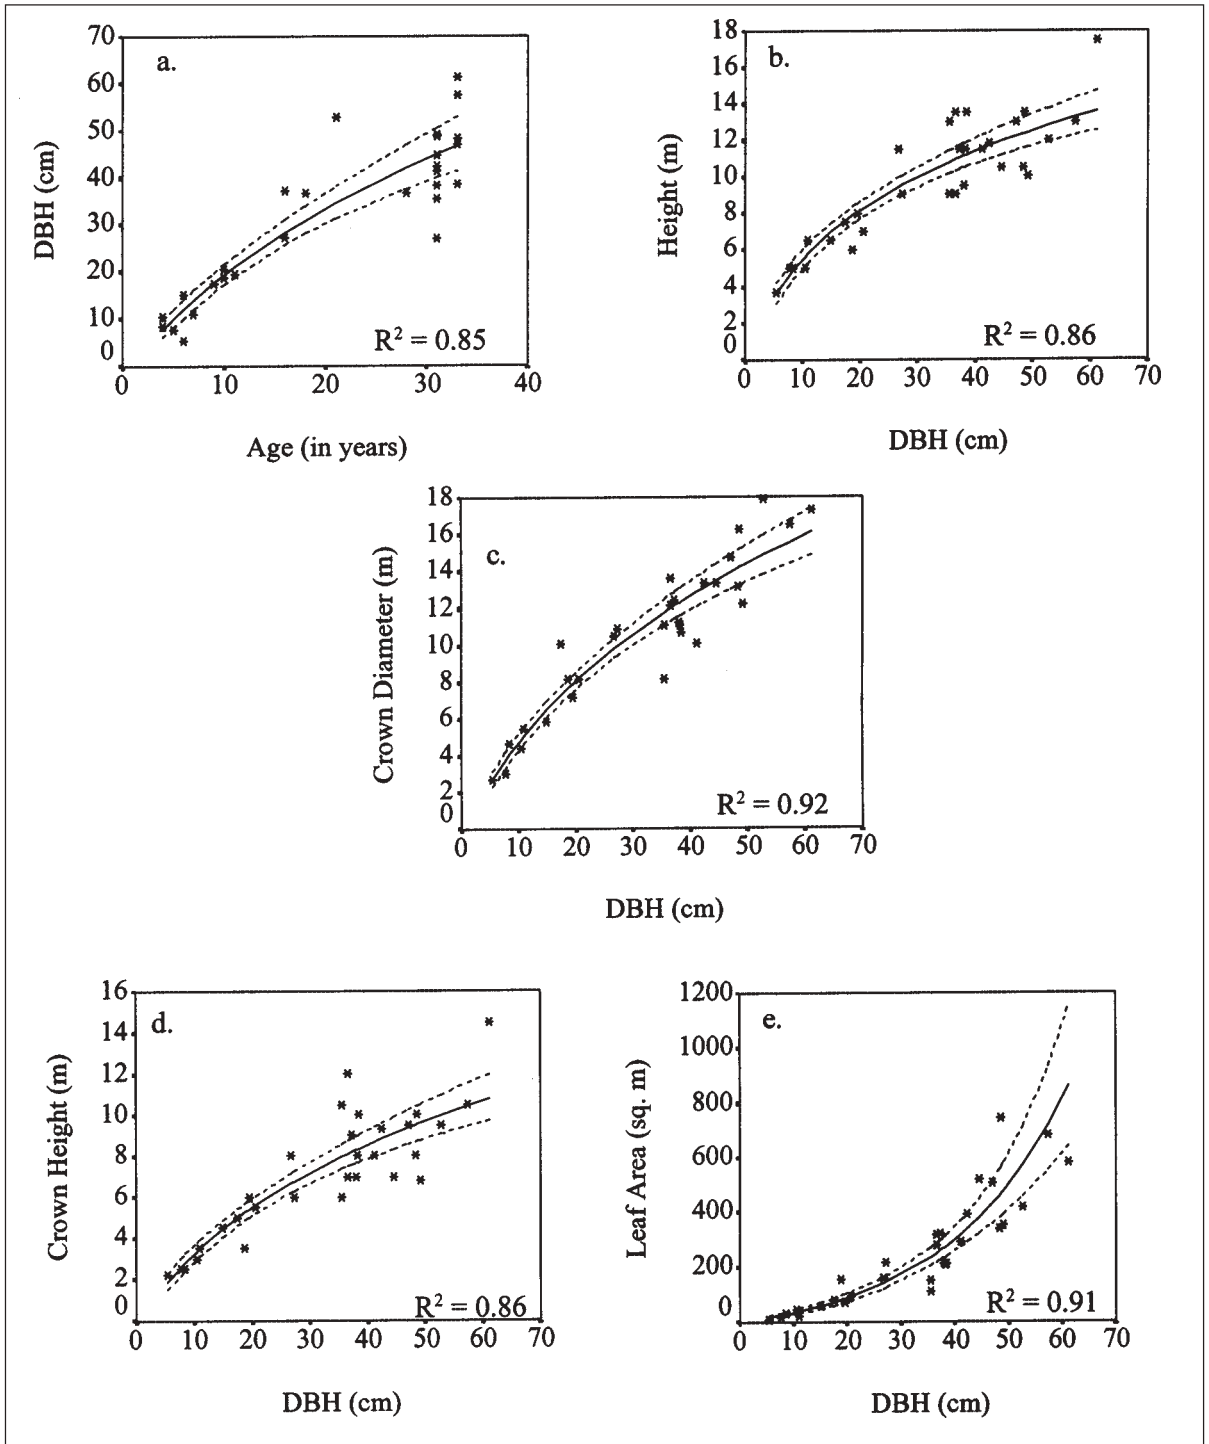 a.
DBH (cm)
70
60
50
40
30
20
10
0
R² = 0.85
0 10 20 30 40
Age (in years)
b.
Height (m)
18
16
14
12
10
8
6
4
2
0
R² = 0.86
0 10 20 30 40 50 60 70
DBH (cm)
c.
Crown Diameter (m)
18
16
14
12
10
8
6
4
2
0
R² = 0.92
0 10 20 30 40 50 60 70
DBH (cm)
d.
Crown Height (m)
16
14
12
10
8
6
4
2
0
R² = 0.86
0 10 20 30 40 50 60 70
DBH (cm)
e.
Leaf Area (sq. m)
1200
1000
800
600
400
200
0
R² = 0.91
0 10 20 30 40 50 60 70
DBH (cm)